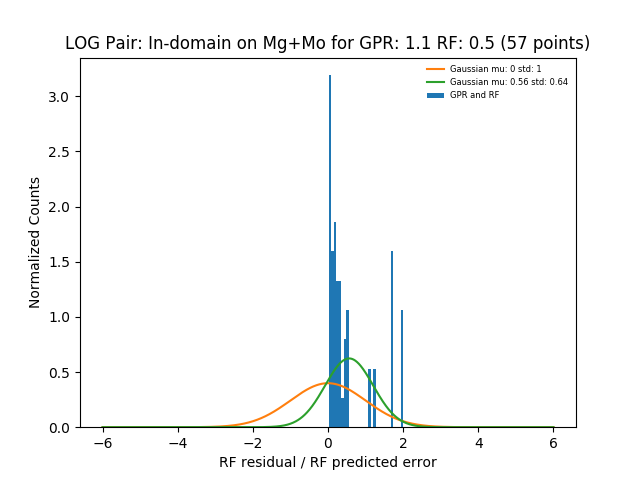 LOG Pair: In-domain on Mg+Mo for GPR: 1.1 RF: 0.5 (57 points)
Gaussian mu: 0 std: 1
Gaussian mu: 0.56 std: 0.64
GPR and RF
Normalized Counts
3.0
2.5
2.0
1.5
1.0
0.5
0.0
−6 −4 −2 0 2 4 6
RF residual / RF predicted error